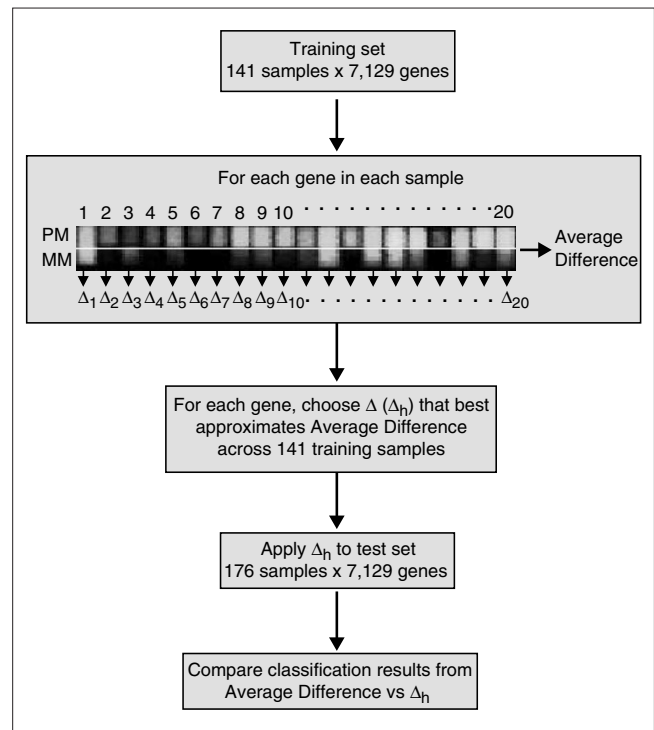 Training set
141 samples x 7,129 genes
For each gene in each sample
1 2 3 4 5 6 7 8 9 10 . . . . . . . . . . . . 20
PM
MM
Average
Difference
Δ1 Δ2 Δ3 Δ4 Δ5 Δ6 Δ7 Δ8 Δ9 Δ10 . . . . . . . . . . . . Δ20
For each gene, choose Δ (Δh) that best
approximates Average Difference
across 141 training samples
Apply Δh to test set
176 samples x 7,129 genes
Compare classification results from
Average Difference vs Δh